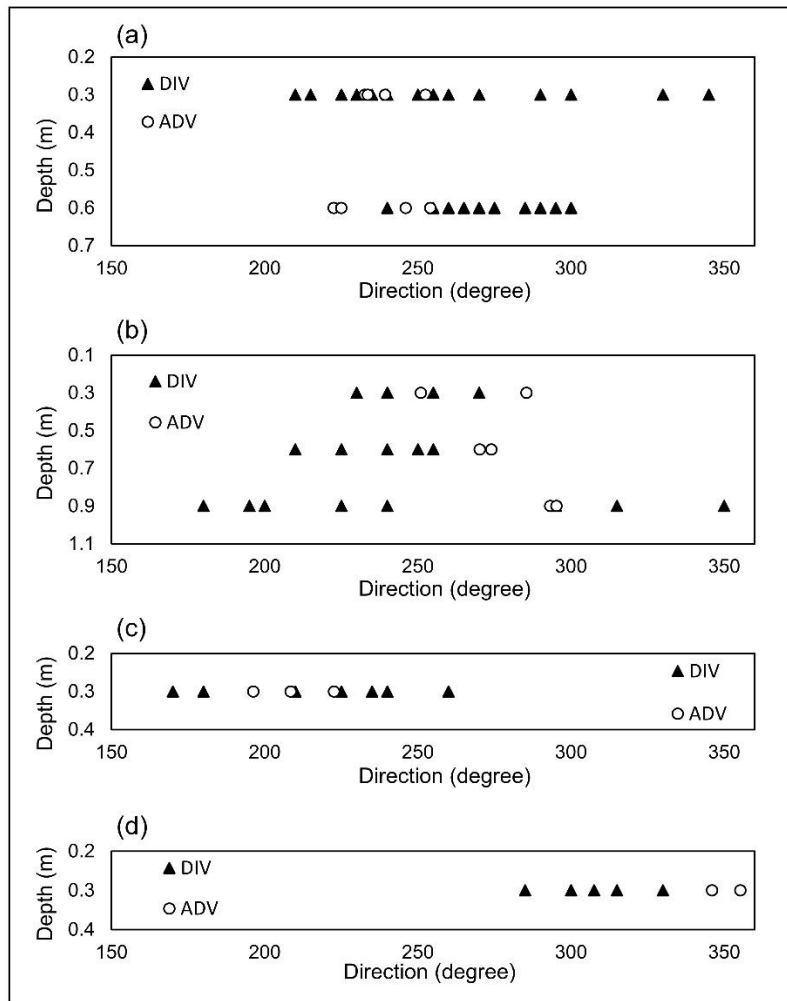 (a)
0.2
▲ DIV
0.3
○ ADV
0.4
0.5
0.6
0.7
Depth (m)
150 200 250 300 350
Direction (degree)
(b)
0.1
▲ DIV
0.3
○ ADV
0.5
0.7
0.9
1.1
Depth (m)
150 200 250 300 350
Direction (degree)
(c)
0.2
▲ DIV
0.3
○ ADV
0.4
Depth (m)
150 200 250 300 350
Direction (degree)
(d)
0.2
▲ DIV
0.3
○ ADV
0.4
Depth (m)
150 200 250 300 350
Direction (degree)